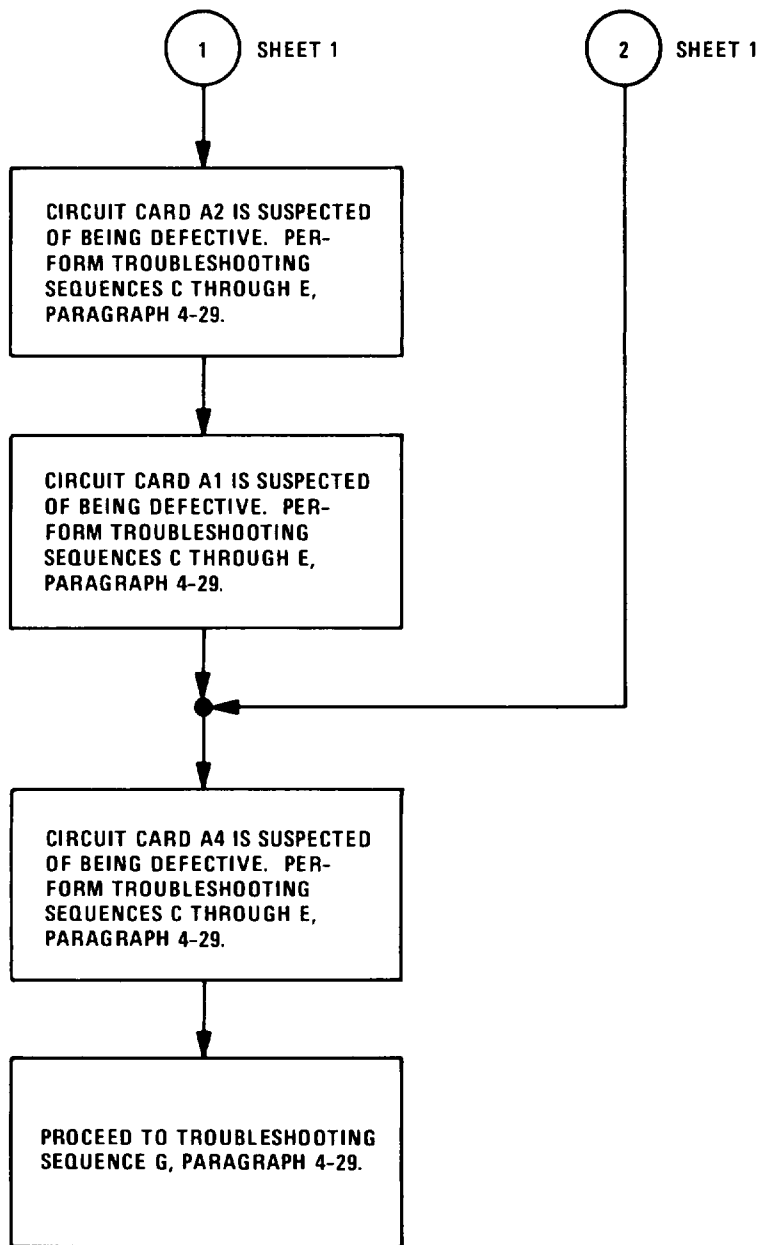 1 SHEET 1
2 SHEET 1
CIRCUIT CARD A2 IS SUSPECTED
OF BEING DEFECTIVE. PER-
FORM TROUBLESHOOTING
SEQUENCES C THROUGH E,
PARAGRAPH 4-29.
CIRCUIT CARD A1 IS SUSPECTED
OF BEING DEFECTIVE. PER-
FORM TROUBLESHOOTING
SEQUENCES C THROUGH E,
PARAGRAPH 4-29.
CIRCUIT CARD A4 IS SUSPECTED
OF BEING DEFECTIVE. PER-
FORM TROUBLESHOOTING
SEQUENCES C THROUGH E,
PARAGRAPH 4-29.
PROCEED TO TROUBLESHOOTING
SEQUENCE G, PARAGRAPH 4-29.